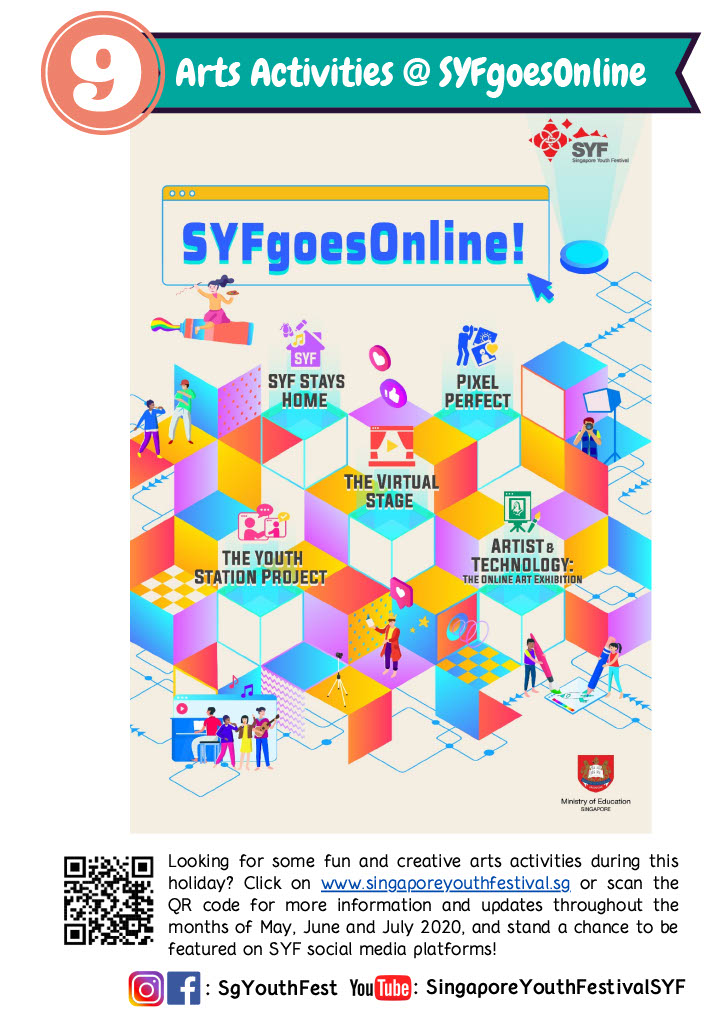 9
Arts Activities @ SYFgoesOnline
SYF
Singapore Youth Festival
SYFgoesOnline!
SYF
SYF STAYS
HOME
PIXEL
PERFECT
THE VIRTUAL
STAGE
THE YOUTH
STATION PROJECT
ARTIST &
TECHNOLOGY:
THE ONLINE ART EXHIBITION
Ministry of Education
SINGAPORE
Looking for some fun and creative arts activities during this
holiday? Click on www.singaporeyouthfestival.sg or scan the
QR code for more information and updates throughout the
months of May, June and July 2020, and stand a chance to be
featured on SYF social media platforms!
: SgYouthFest YouTube: SingaporeYouthFestivalSYF